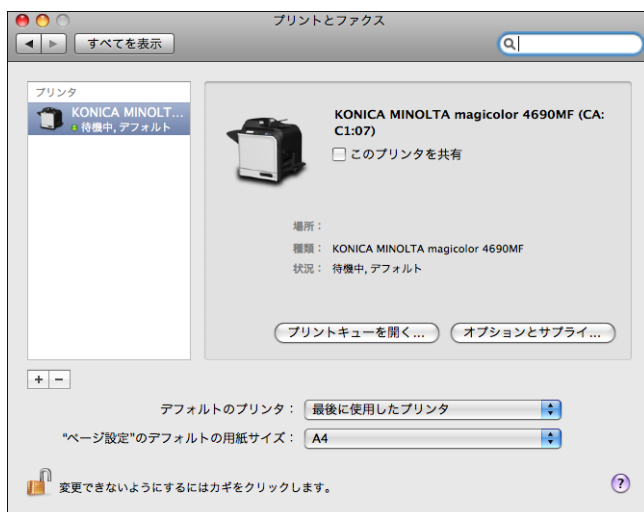 プリントとファクス
すべてを表示
プリンタ
KONICA MINOLT...
待機中, デフォルト
KONICA MINOLTA magicolor 4690MF (CA:
C1:07)
このプリンタを共有
場所：
種類： KONICA MINOLTA magicolor 4690MF
状況： 待機中, デフォルト
プリントキューを開く... オプションとサプライ...
+ −
デフォルトのプリンタ： 最後に使用したプリンタ
"ページ設定"のデフォルトの用紙サイズ： A4
変更できないようにするにはカギをクリックします。 ?